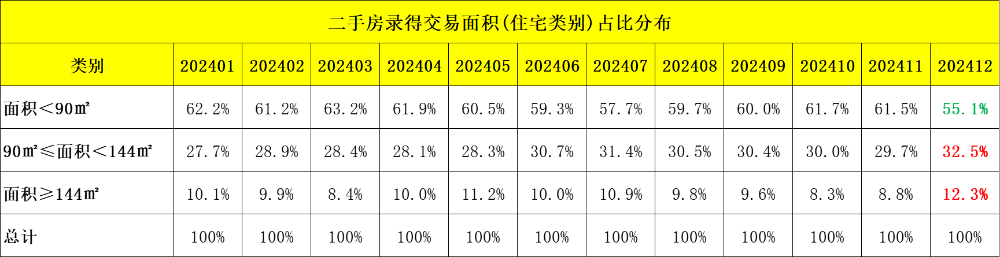 二手房录得交易面积(住宅类别)占比分布
类别 202401 202402 202403 202404 202405 202406 202407 202408 202409 202410 202411 202412
面积＜90㎡ 62.2% 61.2% 63.2% 61.9% 60.5% 59.3% 57.7% 59.7% 60.0% 61.7% 61.5% 55.1%
90㎡≤面积＜144㎡ 27.7% 28.9% 28.4% 28.1% 28.3% 30.7% 31.4% 30.5% 30.4% 30.0% 29.7% 32.5%
面积≥144㎡ 10.1% 9.9% 8.4% 10.0% 11.2% 10.0% 10.9% 9.8% 9.6% 8.3% 8.8% 12.3%
总计 100% 100% 100% 100% 100% 100% 100% 100% 100% 100% 100% 100%